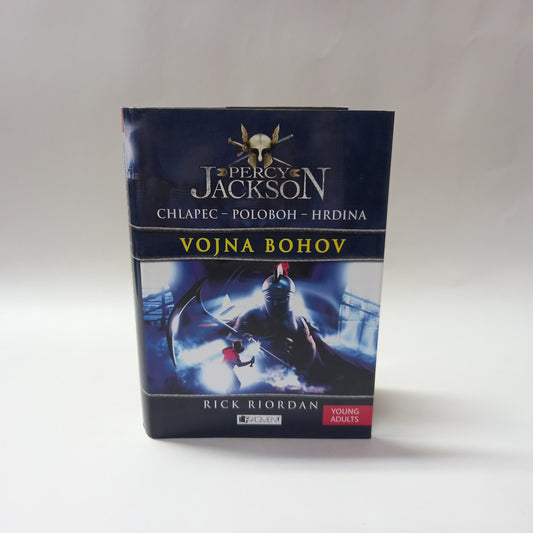 PERCY
JACKSON
CHLAPEC – POLOBOH – HRDINA
VOJNA BOHOV
RICK RIORDAN
FRAGMENT
YOUNG
ADULTS